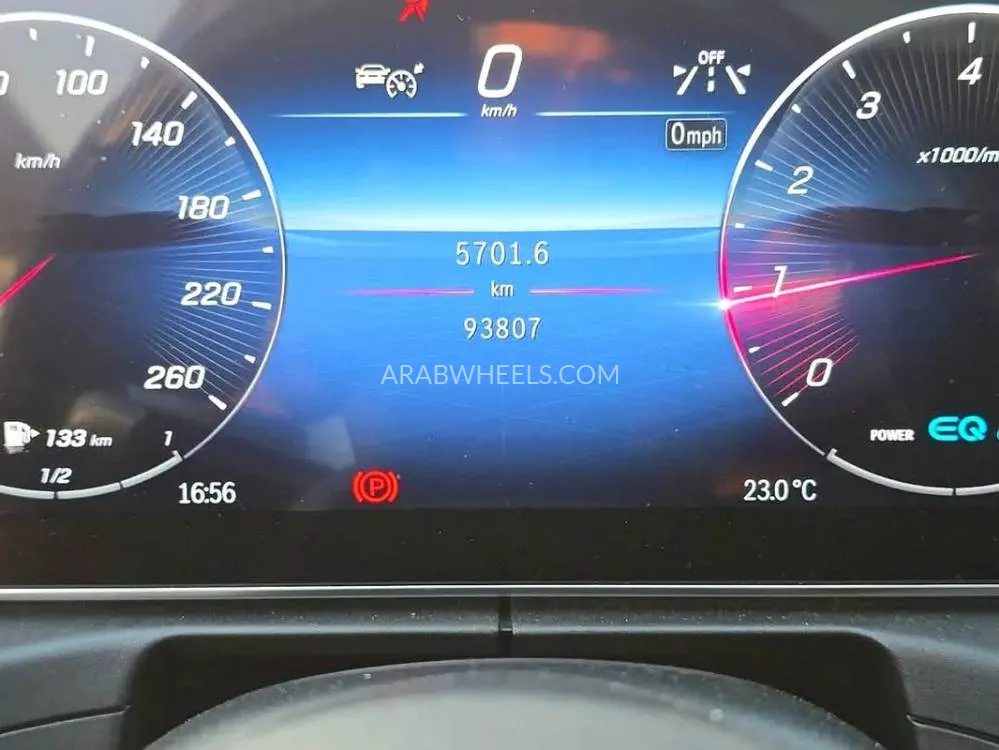 0
km/h
OFF
0mph
100
140
180
220
260
km/h
133 km
1
1/2
16:56
5701.6
km
93807
ARABWHEELS.COM
P
4
3
2
1
0
x1000/m
POWER
EQ
23.0 °C